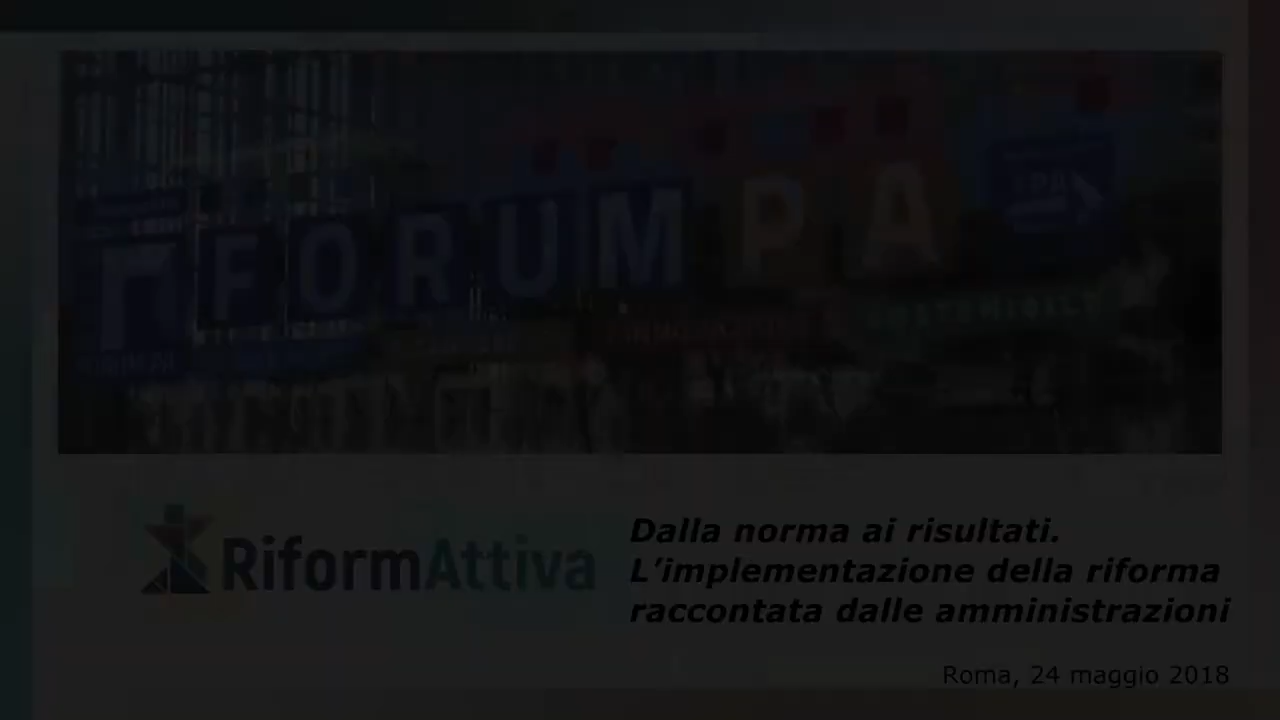 FORUM PA
RiformAttiva
Dalla norma ai risultati.
L’implementazione della riforma
raccontata dalle amministrazioni
Roma, 24 maggio 2018